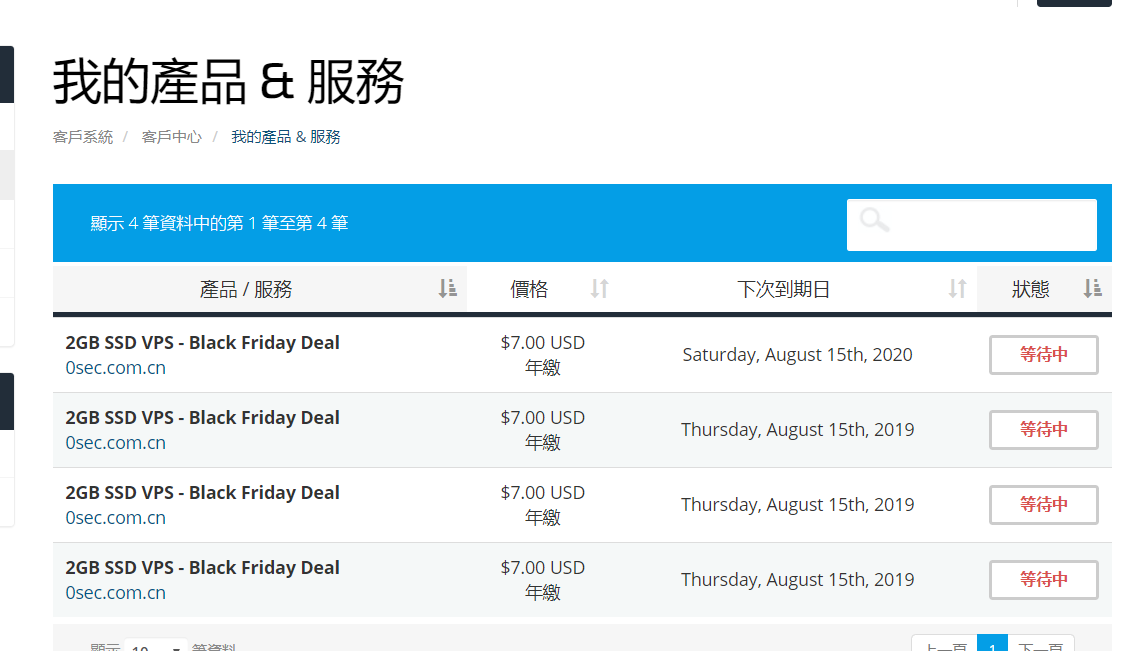 我的產品 & 服務
客戶系統 / 客戶中心 / 我的產品 & 服務
顯示 4 筆資料中的第 1 筆至第 4 筆
產品 / 服務 價格 下次到期日 狀態
2GB SSD VPS - Black Friday Deal
0sec.com.cn
$7.00 USD
年繳
Saturday, August 15th, 2020
等待中
2GB SSD VPS - Black Friday Deal
0sec.com.cn
$7.00 USD
年繳
Thursday, August 15th, 2019
等待中
2GB SSD VPS - Black Friday Deal
0sec.com.cn
$7.00 USD
年繳
Thursday, August 15th, 2019
等待中
2GB SSD VPS - Black Friday Deal
0sec.com.cn
$7.00 USD
年繳
Thursday, August 15th, 2019
等待中
顯示 10 筆資料
上一頁 1 下一頁